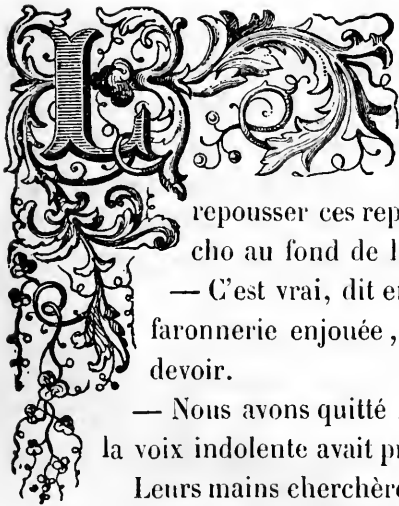 L
repousser ces rep
cho au fond de l
— C'est vrai, dit e
faronnerie enjouée,
devoir.
— Nous avons quitté
la voix indolente avait pr
Leurs mains cherchère